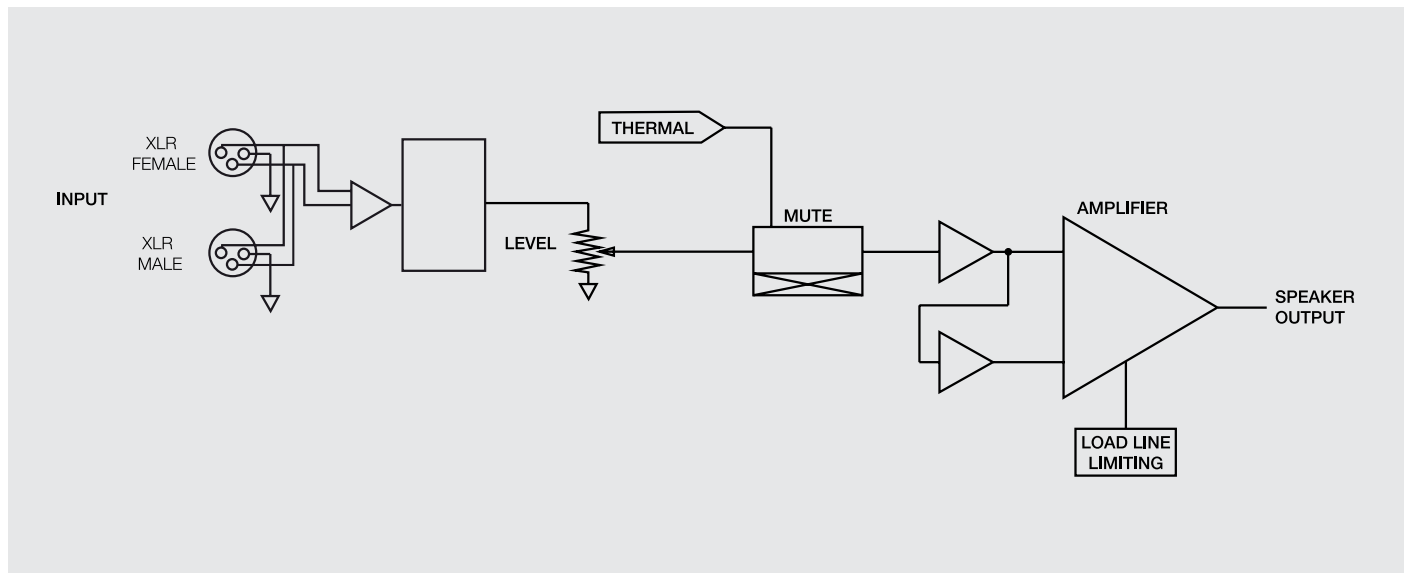 XLR
FEMALE
INPUT
XLR
MALE
LEVEL
THERMAL
MUTE
AMPLIFIER
SPEAKER
OUTPUT
LOAD LINE
LIMITING